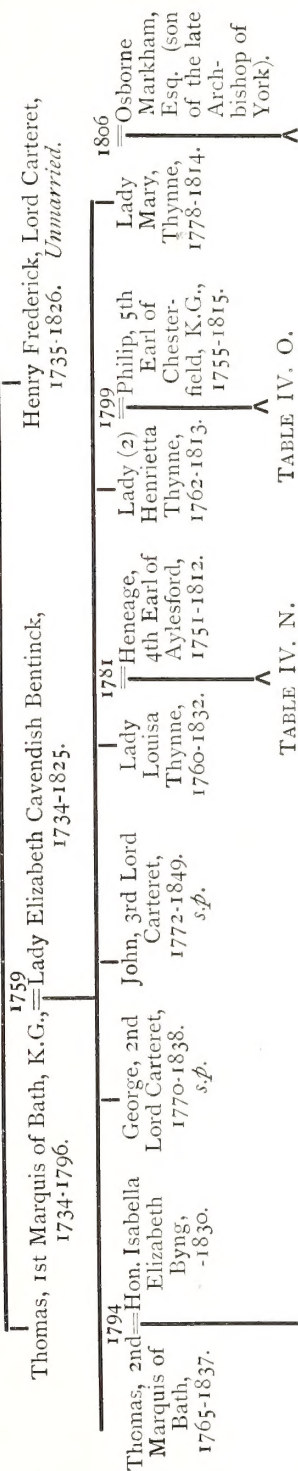 Henry Frederick, Lord Carteret,
1735-1826. Unmarried.
1759
Thomas, 1st Marquis of Bath, K.G.,=Lady Elizabeth Cavendish Bentinck,
1734-1796.
1734-1825.
1794
Thomas, 2nd=Hon. Isabella
Marquis of
Bath,
1765-1837.
Elizabeth
Byng,
-1830.
George, 2nd
Lord Carteret,
1770-1838.
s.p.
John, 3rd Lord
Carteret,
1772-1849.
s.p.
Lady
Louisa
Thynne,
1760-1832.
1781
=Heneage,
4th Earl of
Aylesford,
1751-1812.
TABLE IV. N.
Lady (2)
Henrietta
Thynne,
1762-1813.
1799
=Philip, 5th
Earl of
Chester-
field, K.G.,
1755-1815.
TABLE IV. O.
Lady
Mary,
Thynne,
1778-1814.
1806
=Osborne
Markham,
Esq. (son
of the late
Arch-
bishop of
York).